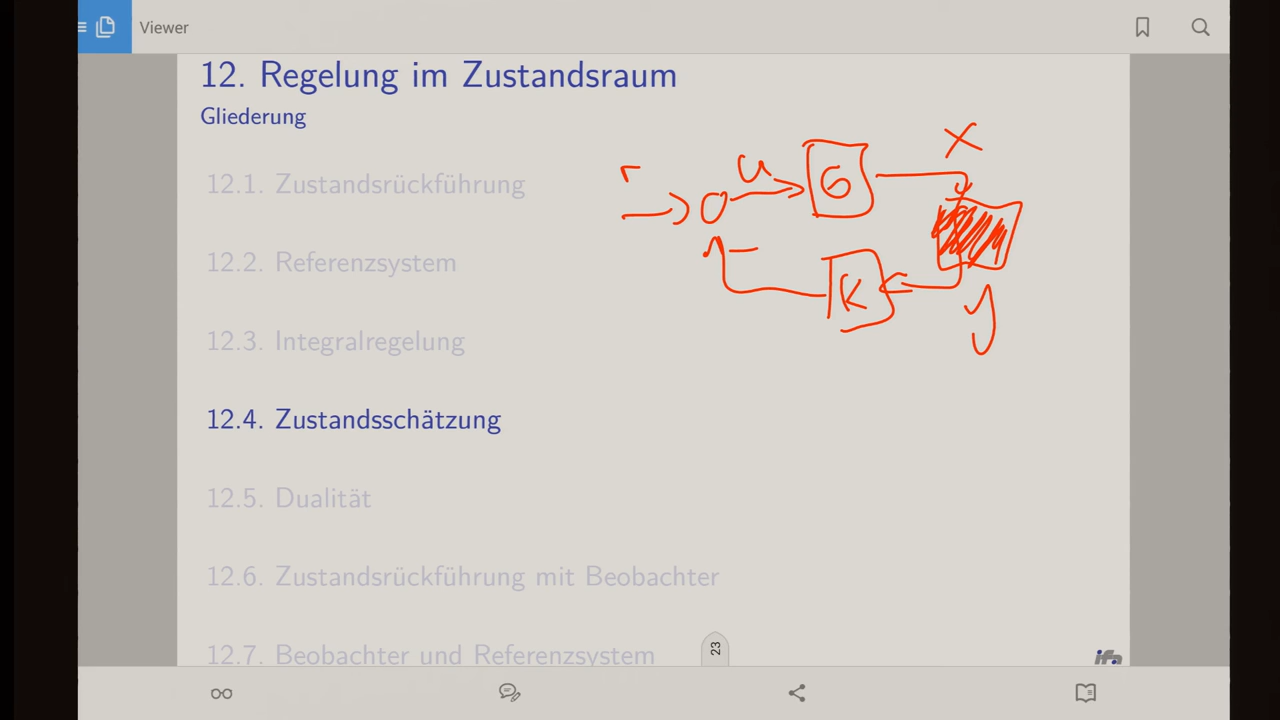 Viewer
12. Regelung im Zustandsraum
Gliederung
12.1. Zustandsrückführung
12.2. Referenzsystem
12.3. Integralregelung
12.4. Zustandsschätzung
12.5. Dualität
12.6. Zustandsrückführung mit Beobachter
12.7. Beobachter und Referenzsystem
r
u
G
x
K
y
23
ifa